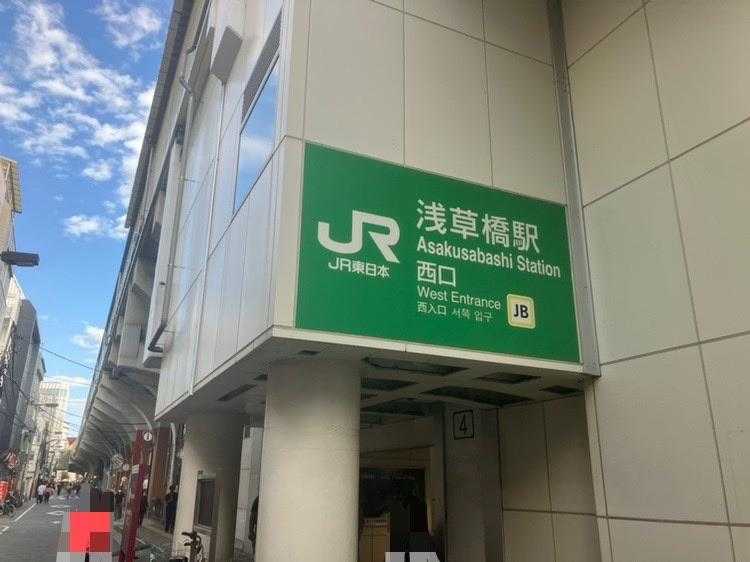 JR
JR東日本
浅草橋駅
Asakusabashi Station
西口
West Entrance
西入口 서쪽 입구
JB
4